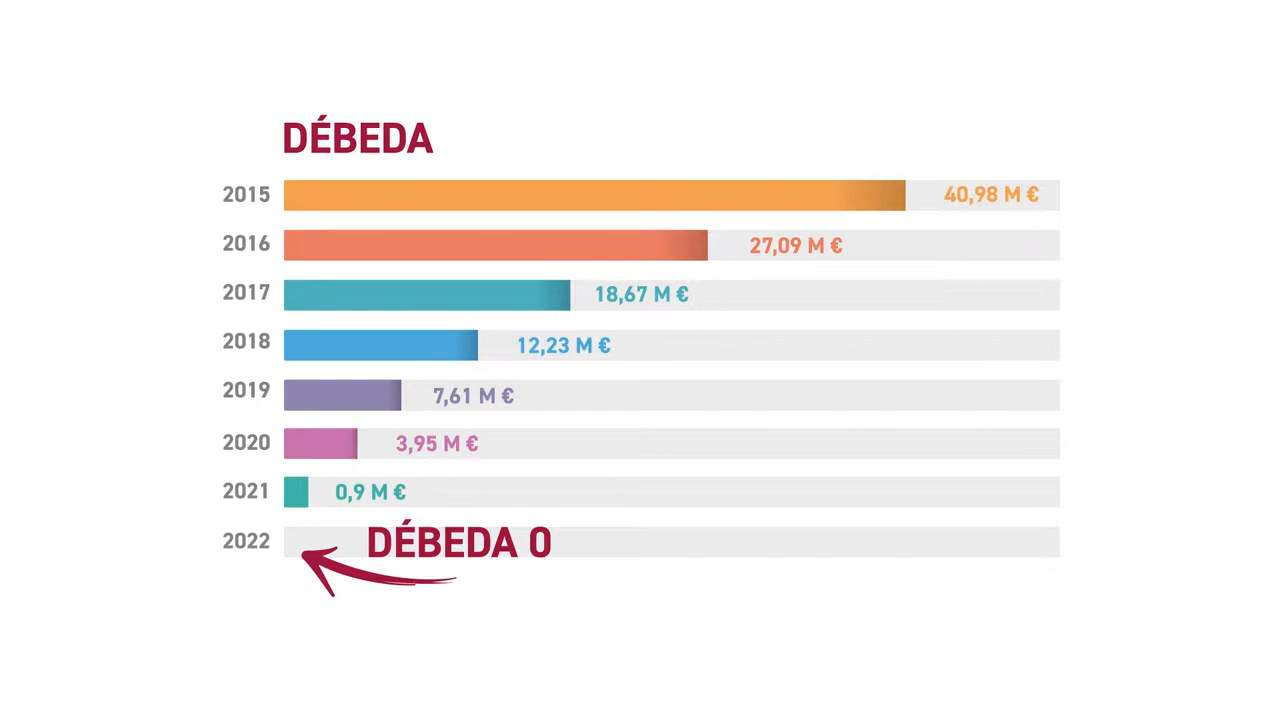 DÉBEDA
2015 40,98 M €
2016 27,09 M €
2017 18,67 M €
2018 12,23 M €
2019 7,61 M €
2020 3,95 M €
2021 0,9 M €
2022 DÉBEDA 0